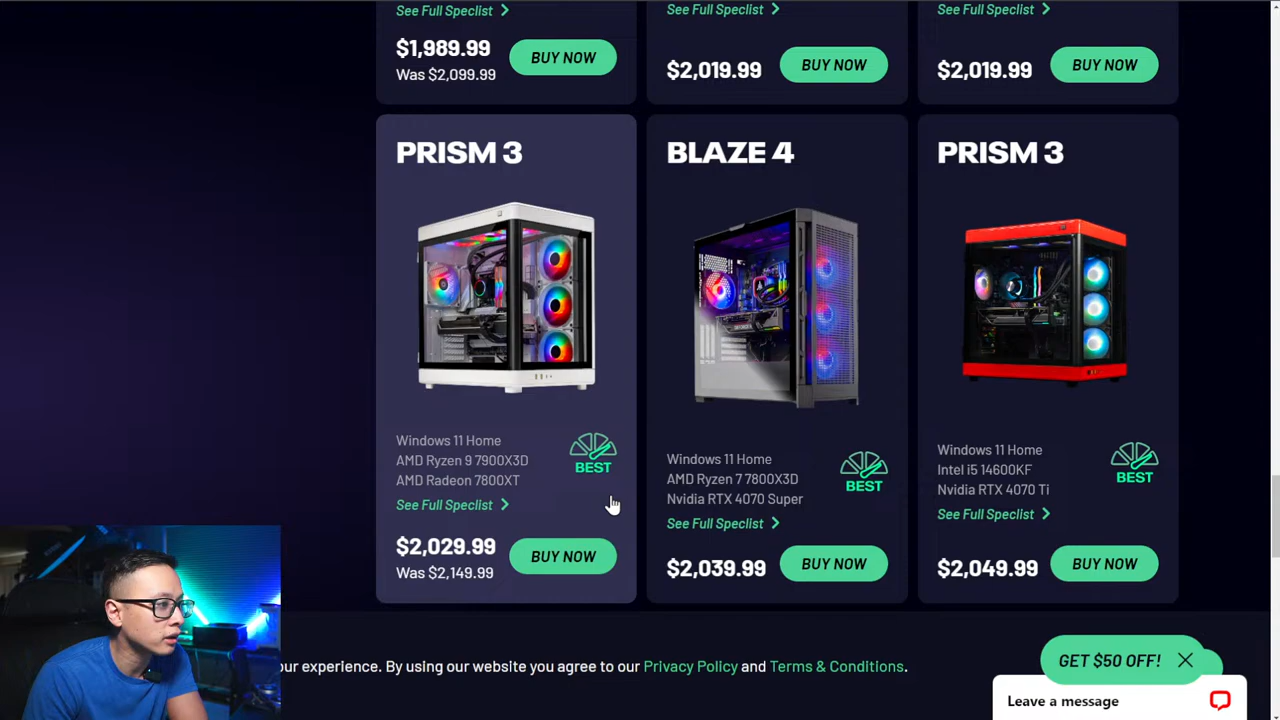 See Full Speclist
$1,989.99
Was $2,099.99
BUY NOW
See Full Speclist
$2,019.99
BUY NOW
See Full Speclist
$2,019.99
BUY NOW
PRISM 3
Windows 11 Home
AMD Ryzen 9 7900X3D
AMD Radeon 7800XT
BEST
See Full Speclist
$2,029.99
Was $2,149.99
BUY NOW
BLAZE 4
Windows 11 Home
AMD Ryzen 7 7800X3D
Nvidia RTX 4070 Super
BEST
See Full Speclist
$2,039.99
BUY NOW
PRISM 3
Windows 11 Home
Intel i5 14600KF
Nvidia RTX 4070 Ti
BEST
See Full Speclist
$2,049.99
BUY NOW
our experience. By using our website you agree to our Privacy Policy and Terms & Conditions.
GET $50 OFF!
Leave a message